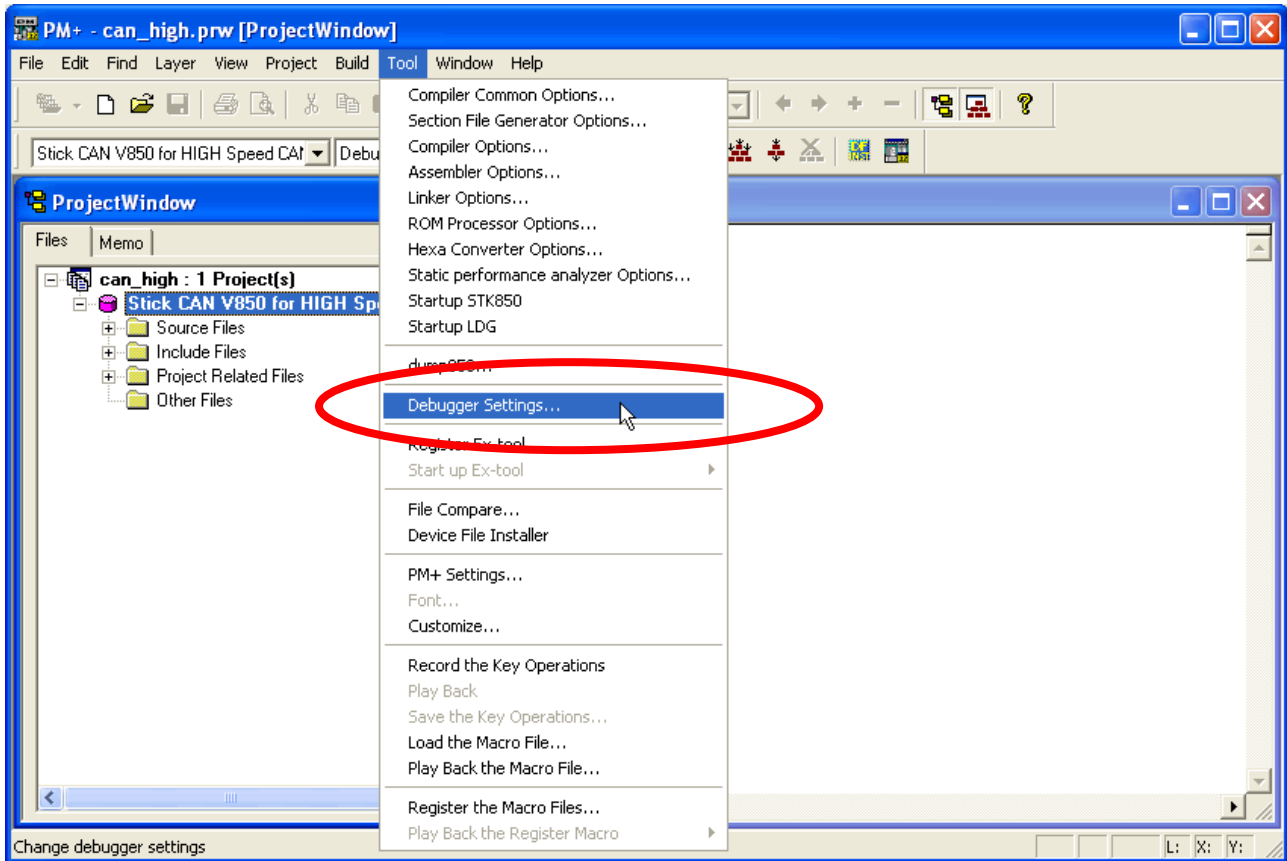 PM+ - can_high.prw [ProjectWindow]
File Edit Find Layer View Project Build Tool Window Help
Stick CAN V850 for HIGH Speed CAN Debu
ProjectWindow
Files Memo
can_high : 1 Project(s)
Stick CAN V850 for HIGH Sp
Source Files
Include Files
Project Related Files
Other Files
Compiler Common Options...
Section File Generator Options...
Compiler Options...
Assembler Options...
Linker Options...
ROM Processor Options...
Hexa Converter Options...
Static performance analyzer Options...
Startup STK850
Startup LDG
dump850...
Debugger Settings...
Register Ex-tool...
Start up Ex-tool
File Compare...
Device File Installer
PM+ Settings...
Font...
Customize...
Record the Key Operations
Play Back
Save the Key Operations...
Load the Macro File...
Play Back the Macro File...
Register the Macro Files...
Play Back the Register Macro
Change debugger settings
L: X: Y: